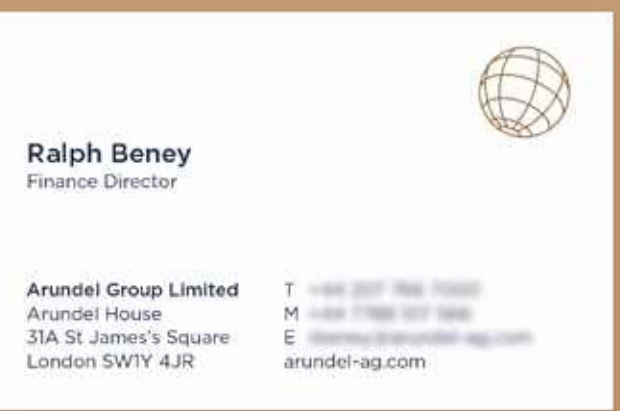 Ralph Beney
Finance Director
Arundel Group Limited
Arundel House
31A St James's Square
London SW1Y 4JR
T
M
E
arundel-ag.com